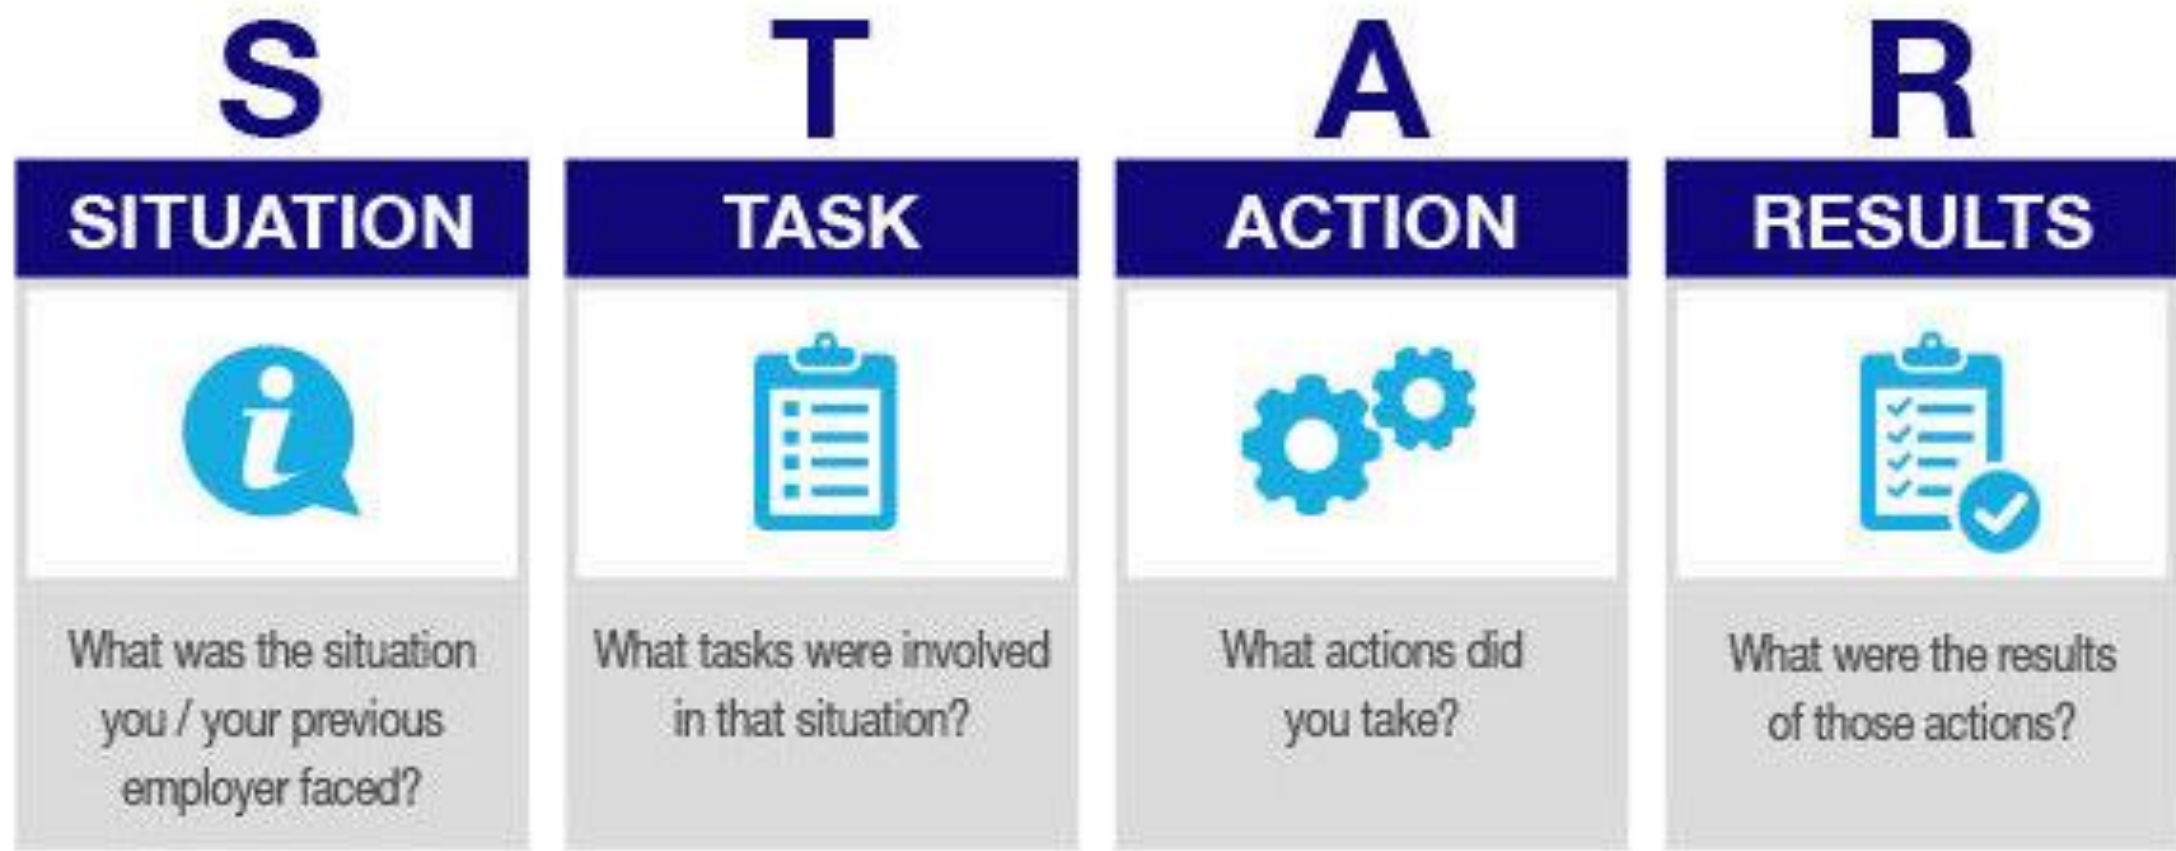 S
SITUATION
i
What was the situation
you / your previous
employer faced?
T
TASK
What tasks were involved
in that situation?
A
ACTION
What actions did
you take?
R
RESULTS
What were the results
of those actions?